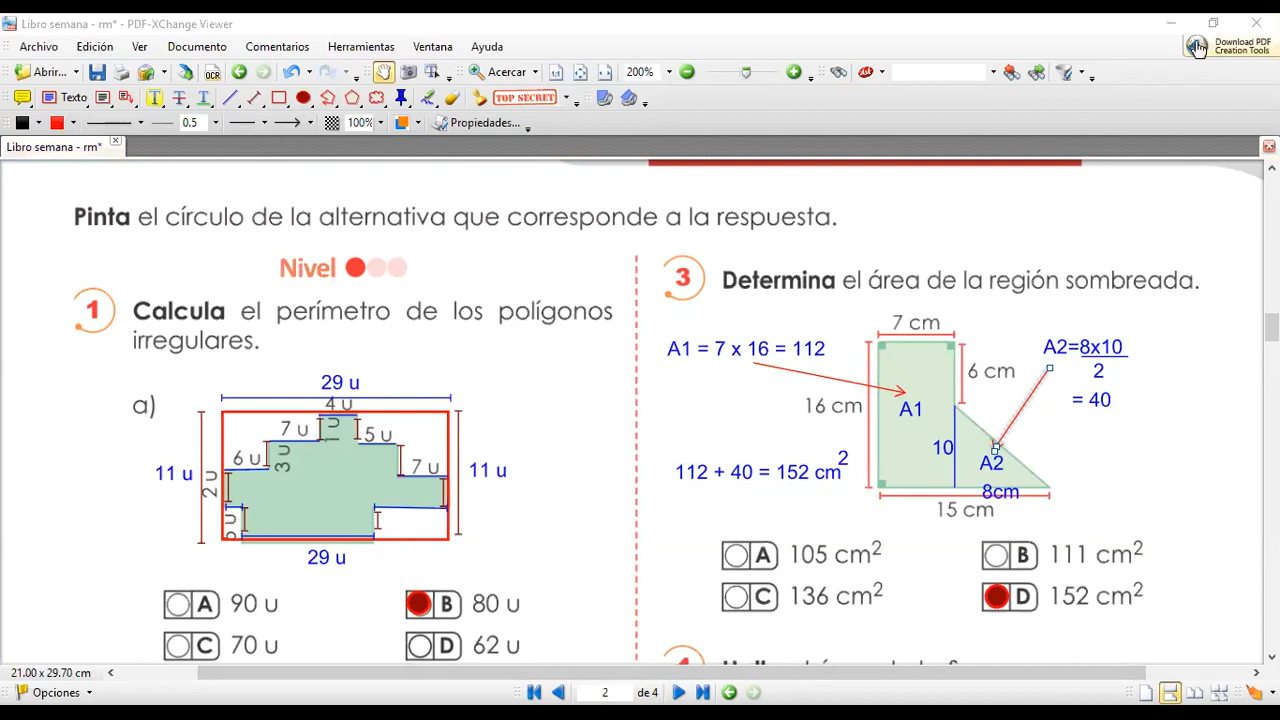 Libro semana - rm* - PDF-XChange Viewer
Archivo Edición Ver Documento Comentarios Herramientas Ventana Ayuda
Download PDF
Creation Tools
Abrir... OCR Acercar 200%
Texto T T T TOP SECRET
0.5 100% Propiedades...
Libro semana - rm*
Pinta el círculo de la alternativa que corresponde a la respuesta.
Nivel
1 Calcula el perímetro de los polígonos
irregulares.
a)
29 u
4 u
7 u
1 u
5 u
6 u
3 u
7 u
11 u
2 u
11 u
5 u
29 u
A 90 u
B 80 u
C 70 u
D 62 u
3 Determina el área de la región sombreada.
7 cm
A1 = 7 x 16 = 112
A2=8x10
2
= 40
6 cm
16 cm
A1
10
A2
112 + 40 = 152 cm2
8cm
15 cm
A 105 cm2
B 111 cm2
C 136 cm2
D 152 cm2
21.00 x 29.70 cm
Opciones
2 de 4